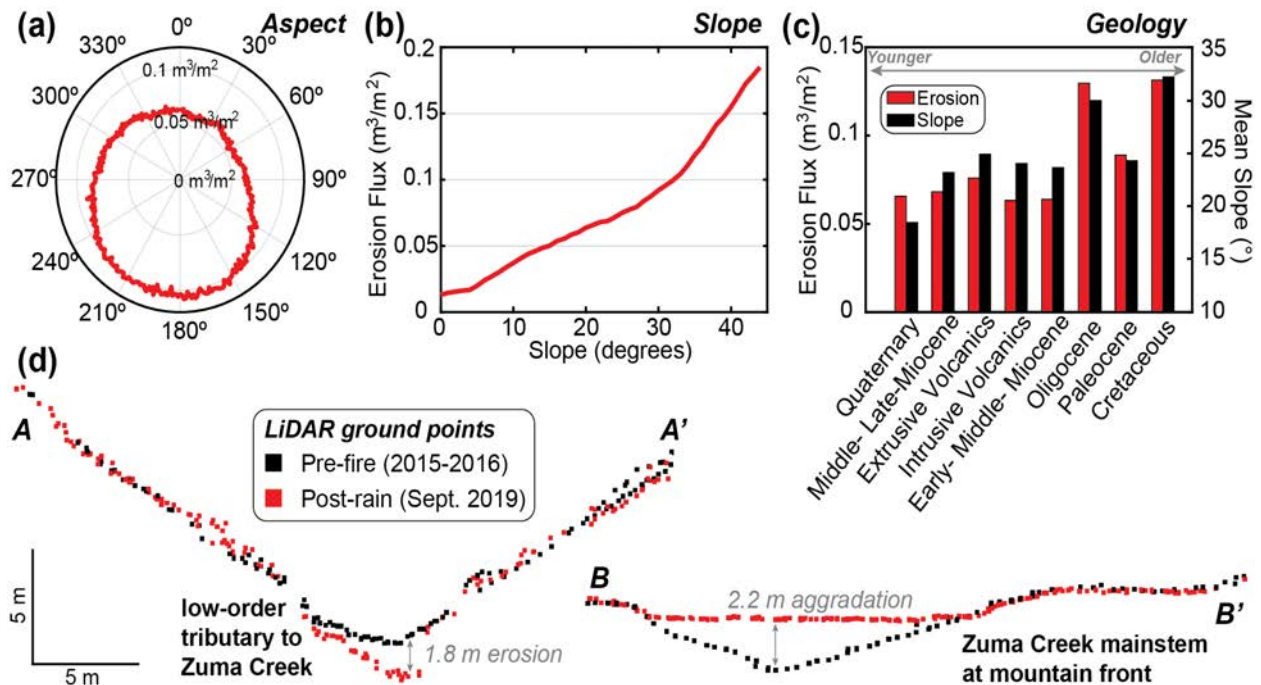 (a)
Aspect
0º
30º
60º
90º
120º
150º
180º
210º
240º
270º
300º
330º
0.1 m³/m²
0.05 m³/m²
0 m³/m²
(b)
Slope
Erosion Flux (m³/m²)
0.2
0.15
0.1
0.05
0
0
10
20
30
40
Slope (degrees)
(c)
Geology
Younger
Older
Erosion
Slope
Erosion Flux (m³/m²)
0.15
0.1
0.05
0
Mean Slope (°)
35
30
25
20
15
10
Quaternary
Middle- Late-Miocene
Extrusive Volcanics
Intrusive Volcanics
Early- Middle- Miocene
Oligocene
Paleocene
Cretaceous
(d)
A
A'
LiDAR ground points
Pre-fire (2015-2016)
Post-rain (Sept. 2019)
5 m
5 m
low-order
tributary to
Zuma Creek
1.8 m erosion
B
B'
2.2 m aggradation
Zuma Creek mainstem
at mountain front